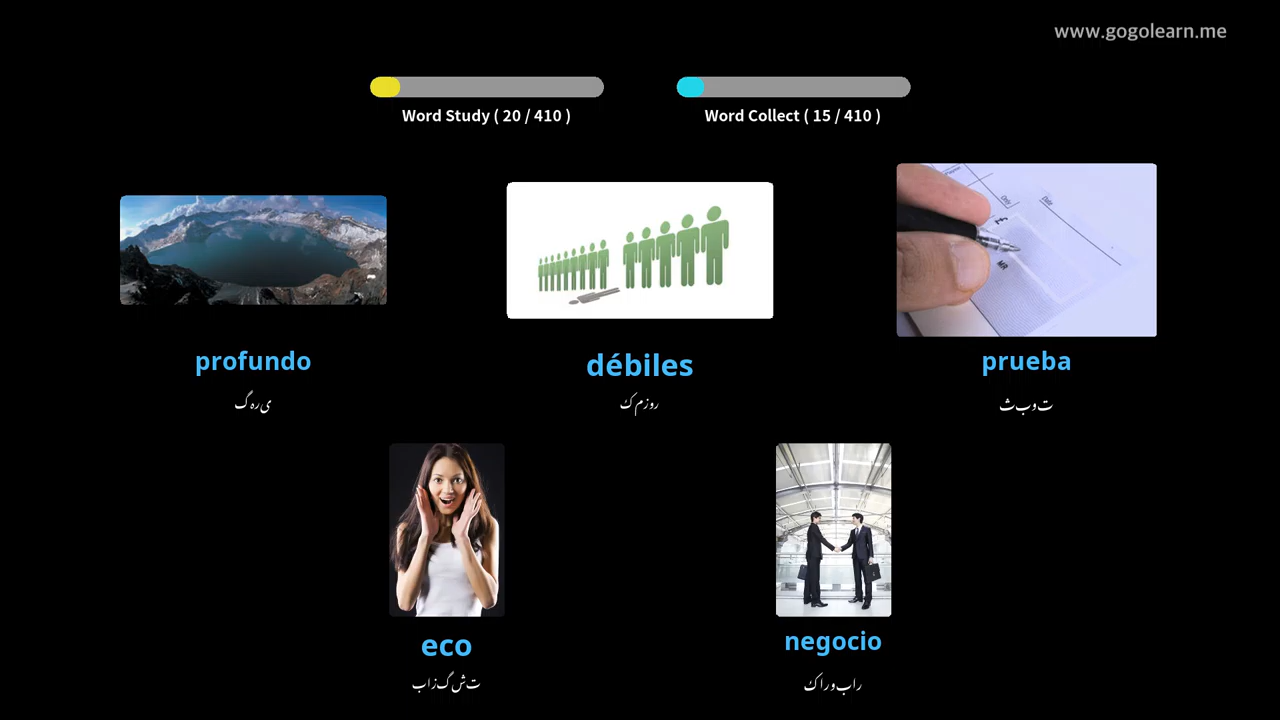 www.gogolearn.me
Word Study ( 20 / 410 )
Word Collect ( 15 / 410 )
profundo
گہری
débiles
کمزور
prueba
ثبوت
eco
بازگشت
negocio
کاروبار